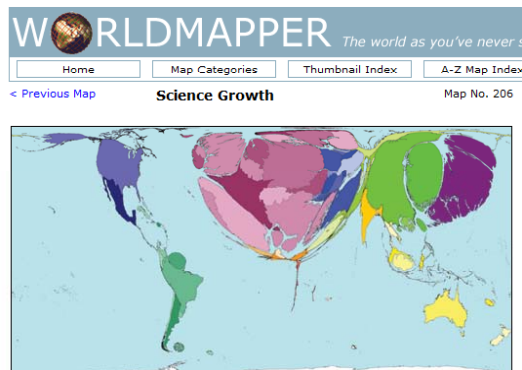 WORLDMAPPER The world as you've never s
Home Map Categories Thumbnail Index A-Z Map Index
< Previous Map Science Growth Map No. 206